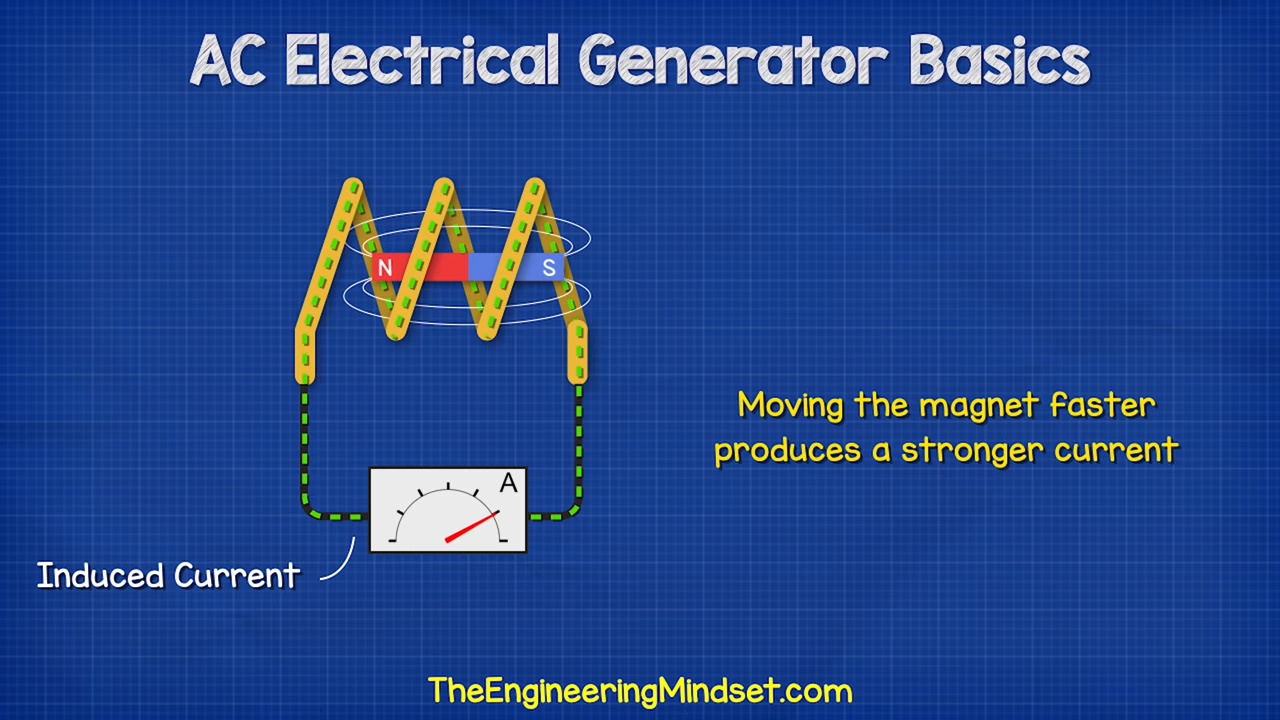 AC Electrical Generator Basics
N
S
Moving the magnet faster
produces a stronger current
A
Induced Current
TheEngineeringMindset.com